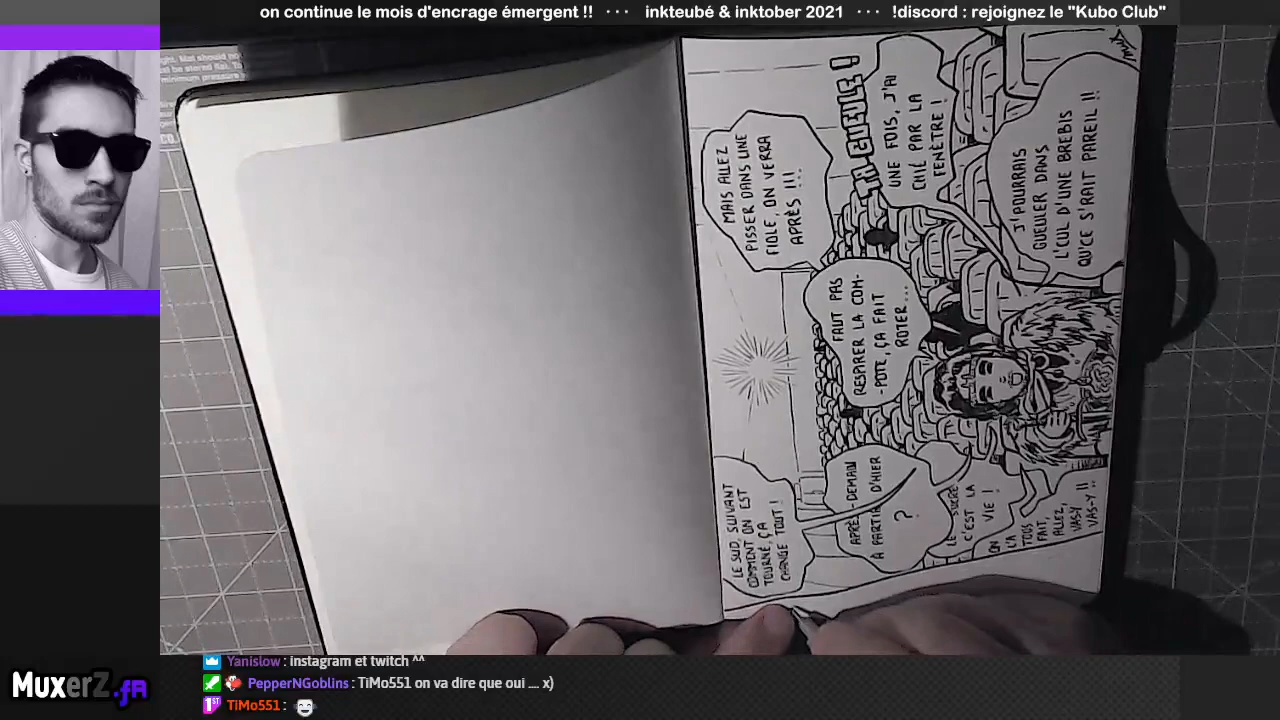 on continue le mois d'encrage émergent !! ··· inkteubé & inktober 2021 ··· !discord : rejoignez le "Kubo Club"
TA GUEULE !
UNE FOIS, J'AI
CHIÉ PAR LA
FENÊTRE !
J'POURRAIS
GUEULER DANS
L'CUL D'UNE BREBIS
QU'CE S'RAIT PAREIL !!
MAIS ALLEZ
PISSER DANS UNE
FIOLE, ON VERRA
APRÈS !!!
FAUT PAS
RESPIRER LA COM-
-POTE, ÇA FAIT
ROTER...
LE SUD, SUIVANT
COMMENT ON EST
TOURNÉ, ÇA
CHANGE TOUT !
APRÈS-DEMAIN
À PARTIR D'HIER
?
LE SUCRE
C'EST LA
VIE !
ON
L'A
TOUS
FAIT,
ALLEZ,
VAS-Y
VAS-Y !!
MUXERZ.FR
Yanislow : Instagram et twitch ^^
PepperNGoblins : TiMo551 on va dire que oui .... x)
1ST TiMo551 :